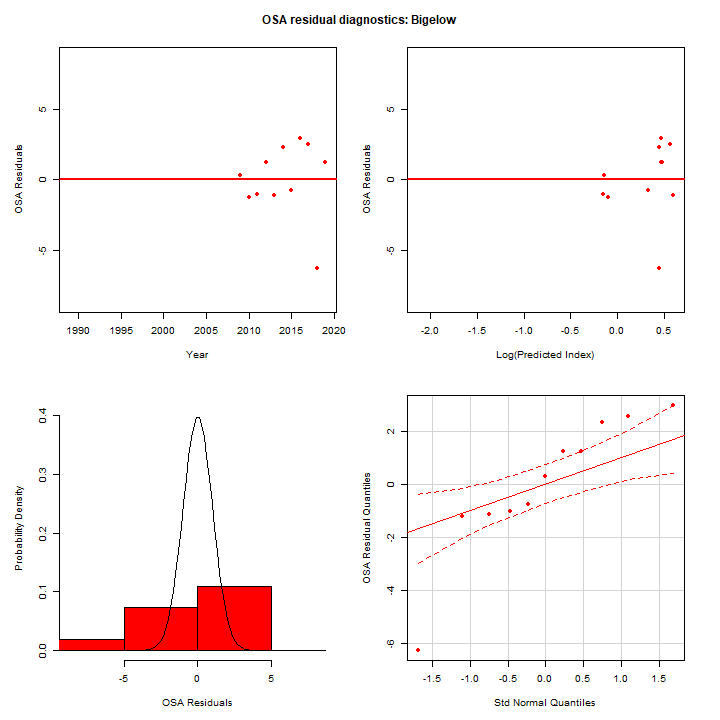 OSA residual diagnostics: Bigelow
OSA Residuals
5
0
-5
1990 1995 2000 2005 2010 2015 2020
Year
OSA Residuals
5
0
-5
-2.0 -1.5 -1.0 -0.5 0.0 0.5
Log(Predicted Index)
Probability Density
0.4
0.3
0.2
0.1
0.0
-5 0 5
OSA Residuals
OSA Residual Quantiles
2
0
-2
-4
-6
-1.5 -1.0 -0.5 0.0 0.5 1.0 1.5
Std Normal Quantiles